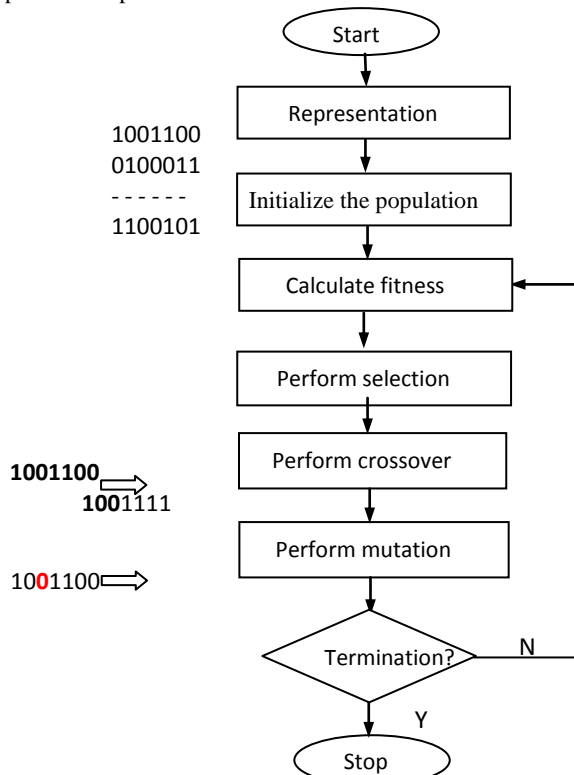 Start
Representation
1001100
0100011
- - - - - -
1100101
Initialize the population
Calculate fitness
Perform selection
Perform crossover
1001100
1001111
Perform mutation
1001100
Termination?
N
Y
Stop